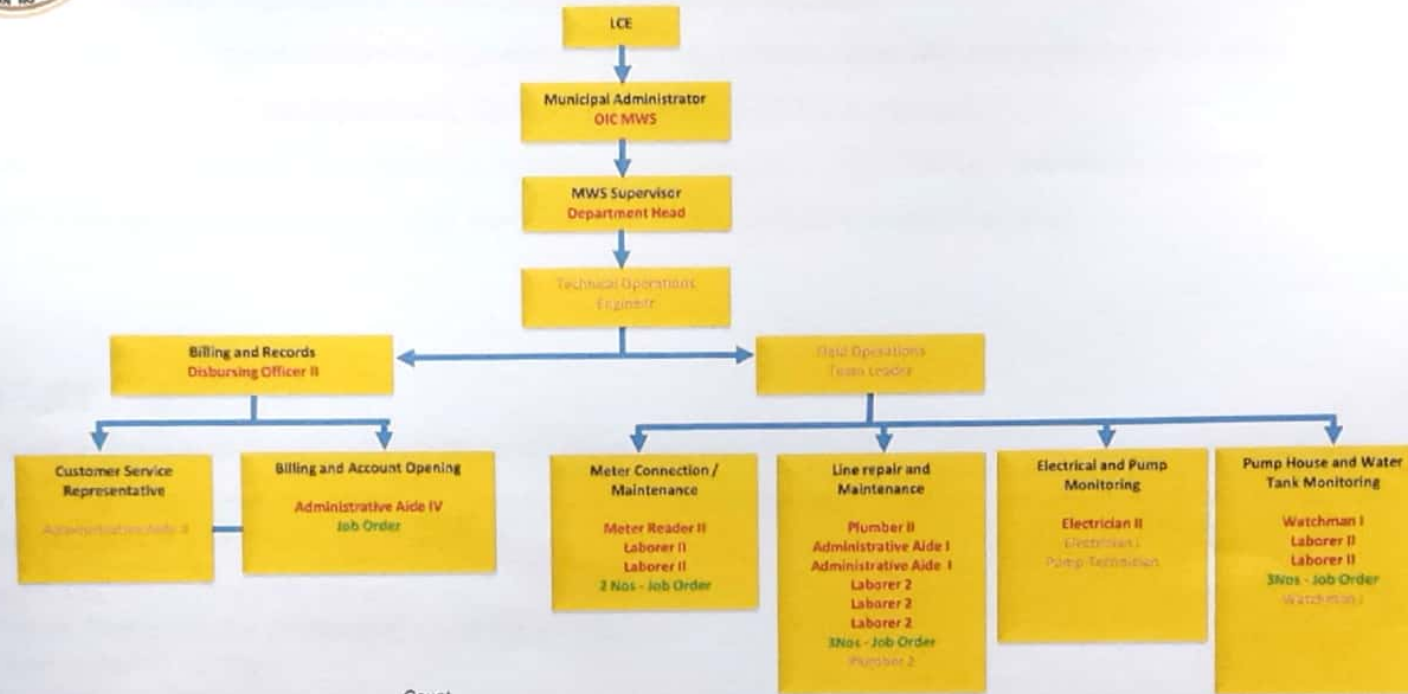 LCE
Municipal Administrator
OIC MWS
MWS Supervisor
Department Head
Technical Operations
Engineer
Billing and Records
Disbursing Officer II
Field Operations
Team Leader
Customer Service
Representative
Billing and Account Opening
Administrative Aide IV
Job Order
Meter Connection /
Maintenance
Meter Reader II
Laborer II
Laborer II
2 Nos - Job Order
Line repair and
Maintenance
Plumber II
Administrative Aide I
Administrative Aide I
Laborer 2
Laborer 2
Laborer 2
3Nos - Job Order
Plumber 2
Electrical and Pump
Monitoring
Electrician II
Electrician I
Pump Technician
Pump House and Water
Tank Monitoring
Watchman I
Laborer II
Laborer II
3Nos - Job Order
Watchman I